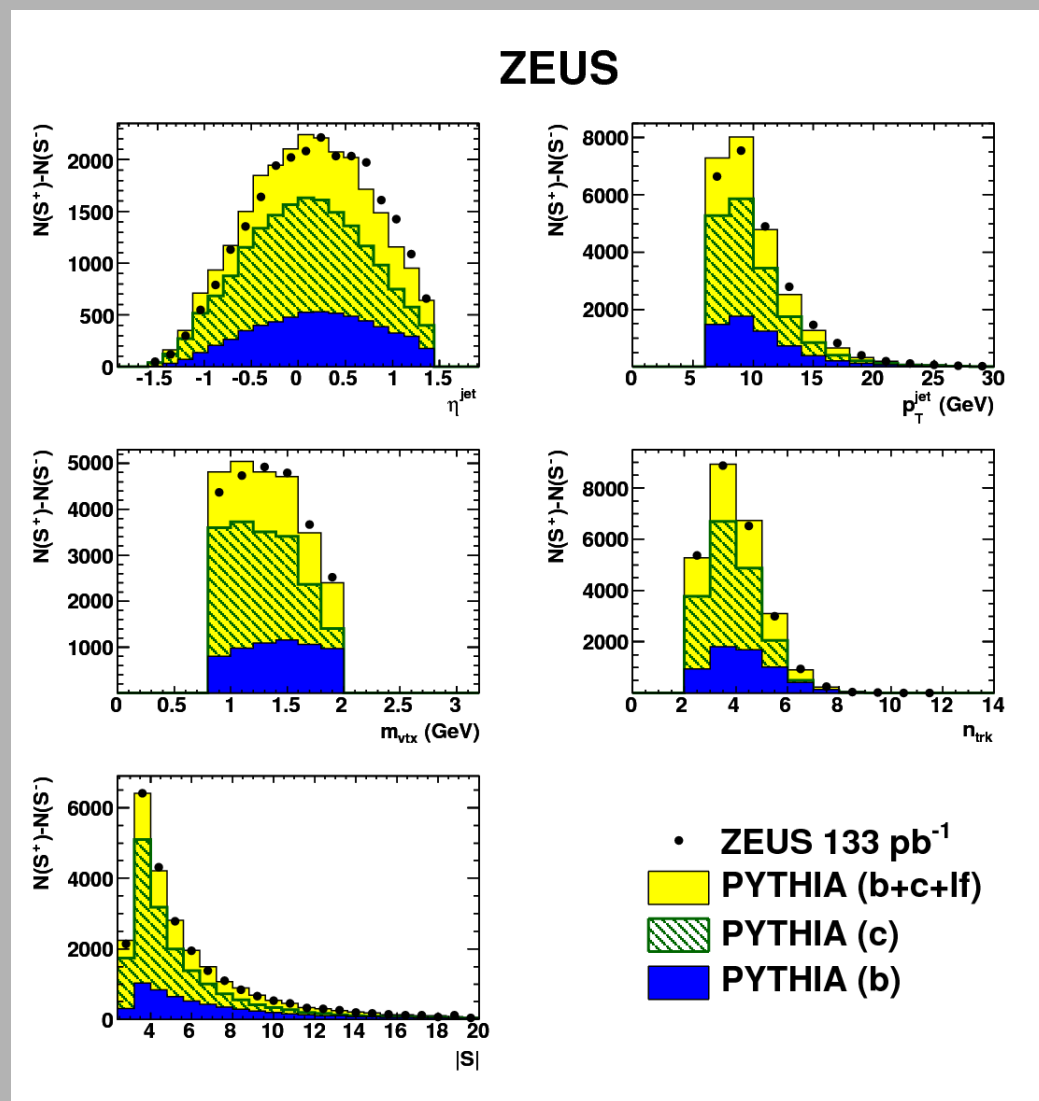 ZEUS
N(S⁺)-N(S⁻)
2000
1500
1000
500
0
-1.5 -1 -0.5 0 0.5 1 1.5
η^jet
N(S⁺)-N(S⁻)
8000
6000
4000
2000
0 5 10 15 20 25 30
p_T^jet (GeV)
N(S⁺)-N(S⁻)
5000
4000
3000
2000
1000
0 0.5 1 1.5 2 2.5 3
m_vtx (GeV)
N(S⁺)-N(S⁻)
8000
6000
4000
2000
0 2 4 6 8 10 12 14
n_trk
N(S⁺)-N(S⁻)
6000
4000
2000
0
4 6 8 10 12 14 16 18 20
|S|
ZEUS 133 pb⁻¹
PYTHIA (b+c+lf)
PYTHIA (c)
PYTHIA (b)